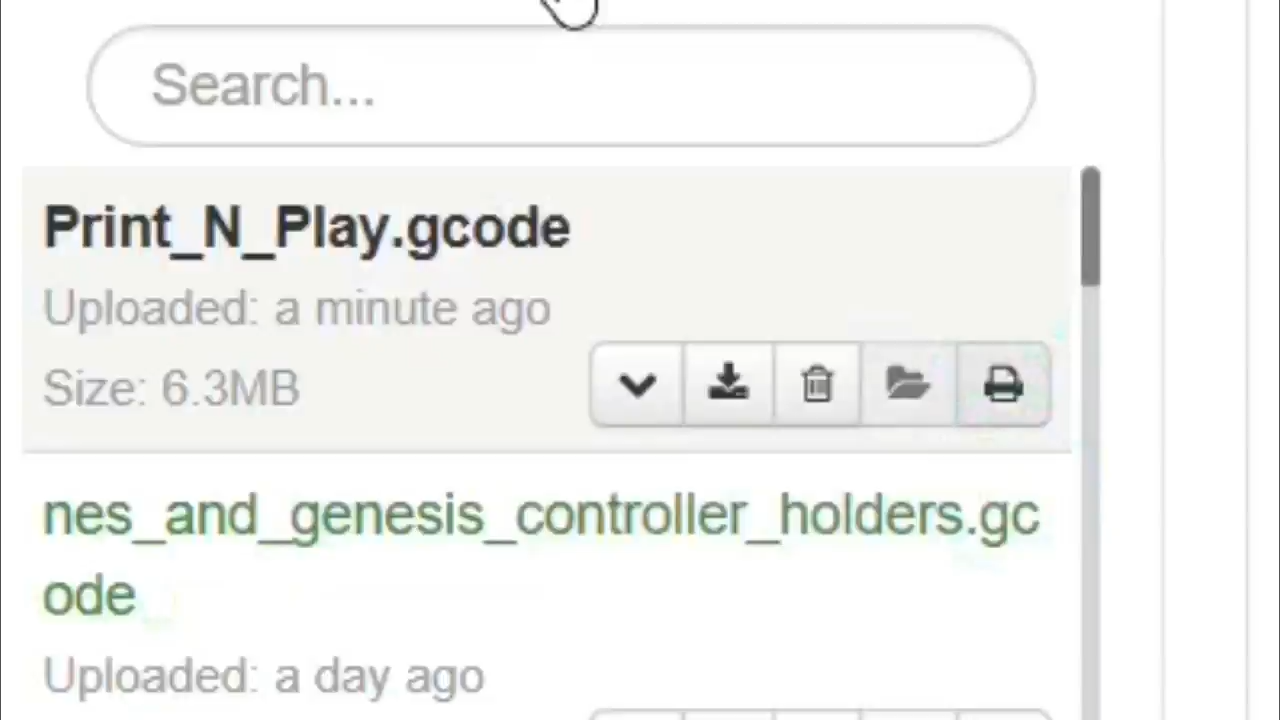 Search...
Print_N_Play.gcode
Uploaded: a minute ago
Size: 6.3MB
nes_and_genesis_controller_holders.gc
ode
Uploaded: a day ago